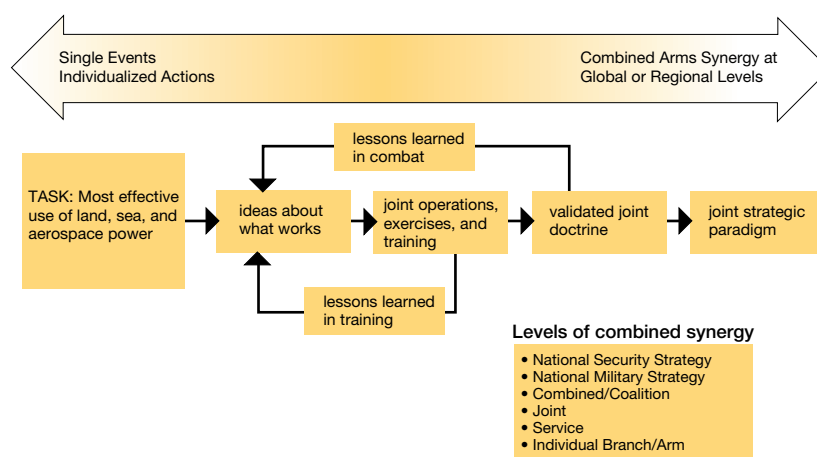 Single Events
Individualized Actions
Combined Arms Synergy at
Global or Regional Levels
lessons learned
in combat
TASK: Most effective
use of land, sea, and
aerospace power
ideas about
what works
joint operations,
exercises, and
training
validated joint
doctrine
joint strategic
paradigm
lessons learned
in training
Levels of combined synergy
• National Security Strategy
• National Military Strategy
• Combined/Coalition
• Joint
• Service
• Individual Branch/Arm